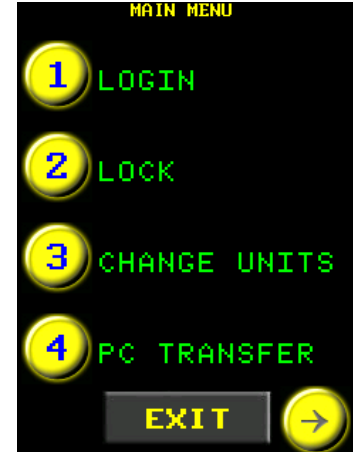 MAIN MENU
1 LOGIN
2 LOCK
3 CHANGE UNITS
4 PC TRANSFER
EXIT →